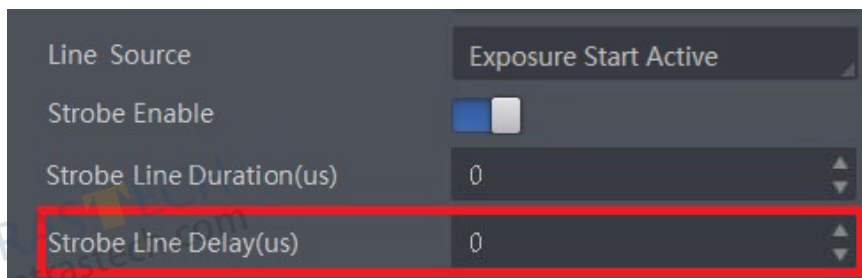 Line Source
Exposure Start Active
Strobe Enable
Strobe Line Duration(us)
0
Strobe Line Delay(us)
0